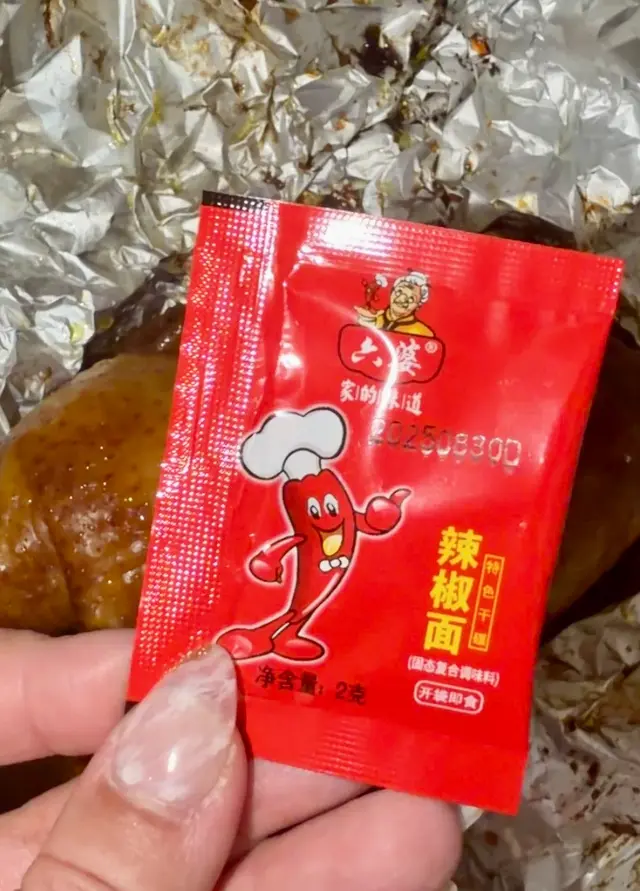 六婆®
家的味道
20250830D
辣椒面
特色干碟
(固态复合调味料)
开袋即食
净含量：2克